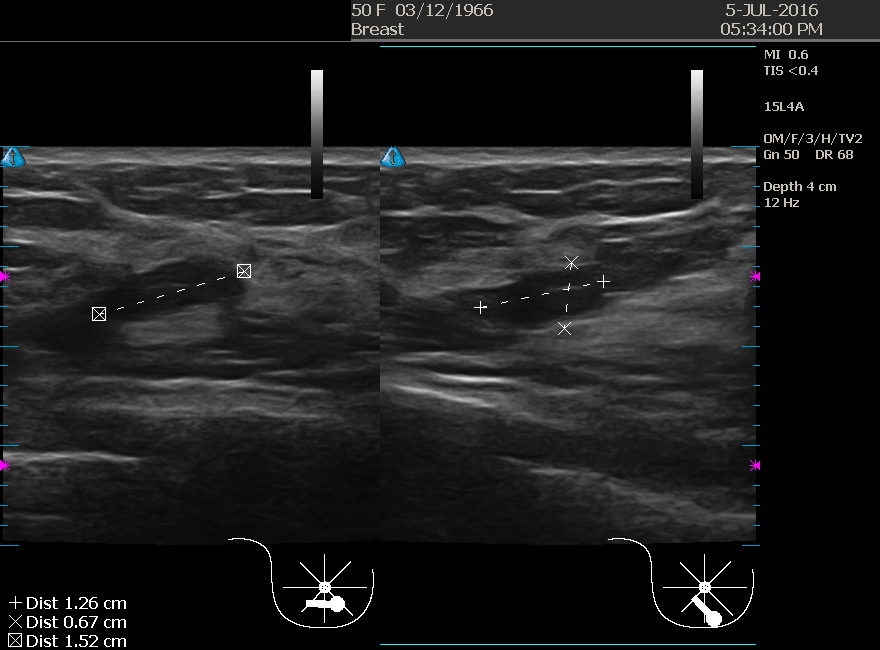 50 F 03/12/1966 5-JUL-2016
Breast 05:34:00 PM
MI 0.6
TIS <0.4
15L4A
OM/F/3/H/TV2
Gn 50 DR 68
Depth 4 cm
12 Hz
Dist 1.26 cm
Dist 0.67 cm
Dist 1.52 cm